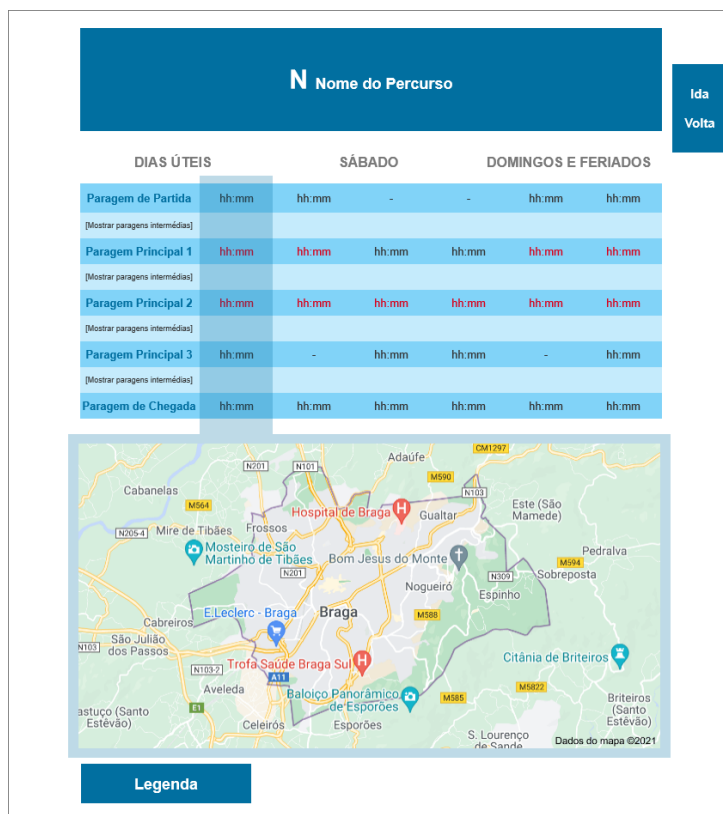 N Nome do Percurso
Ida
Volta
DIAS ÚTEIS SÁBADO DOMINGOS E FERIADOS
Paragem de Partida hh:mm hh:mm - - hh:mm hh:mm
[Mostrar paragens intermédias]
Paragem Principal 1 hh:mm hh:mm hh:mm hh:mm hh:mm hh:mm
[Mostrar paragens intermédias]
Paragem Principal 2 hh:mm hh:mm hh:mm hh:mm hh:mm hh:mm
[Mostrar paragens intermédias]
Paragem Principal 3 hh:mm - hh:mm hh:mm - hh:mm
[Mostrar paragens intermédias]
Paragem de Chegada hh:mm hh:mm hh:mm hh:mm hh:mm hh:mm
CM1297
Adaúfe
N201 N101
M590
Cabanelas
N103
M564
Hospital de Braga
Gualtar
Este (São
Mamede)
N205-4
Mire de Tibães
Frossos
Mosteiro de São
Martinho de Tibães
Bom Jesus do Monte
Pedralva
M594
N201
N309
Sobreposta
Nogueiró
Espinho
E.Leclerc - Braga
Braga
M588
Cabreiros
São Julião
dos Passos
N103
N103-2
Trofa Saúde Braga Sul
Citânia de Briteiros
A11
Aveleda
Baloiço Panorâmico
de Esporões
M585
M5822
Briteiros
(Santo
Estêvão)
E1
astuço (Santo
Estêvão)
Celeirós
Esporões
S. Lourenço
de Sande
Dados do mapa ©2021
Legenda